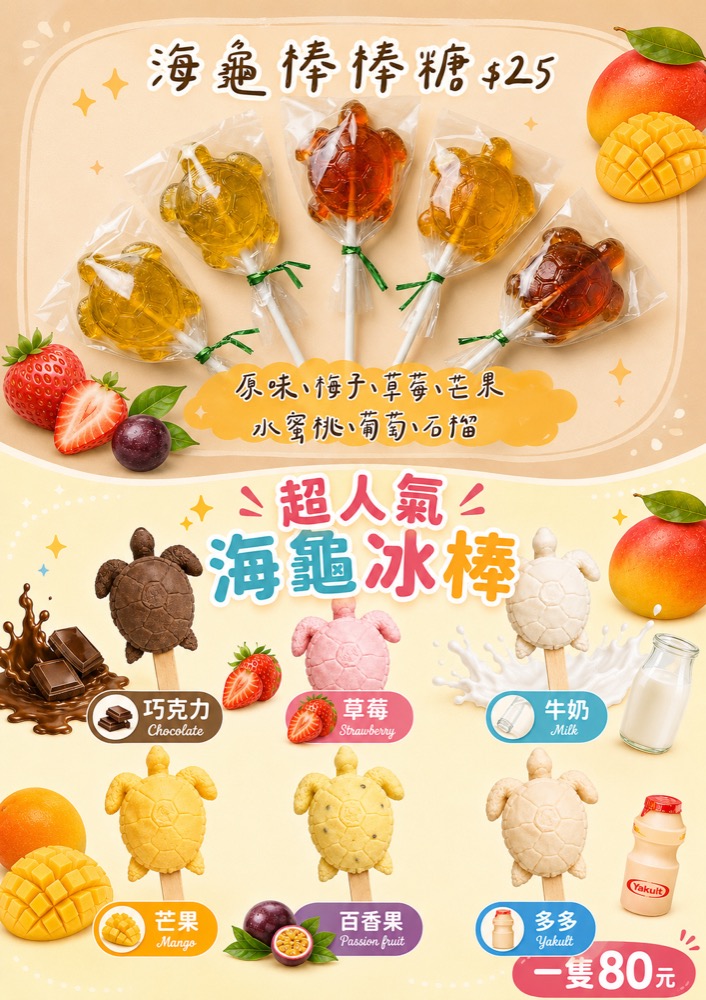 海龜棒棒糖 $25
原味、梅子、草莓、芒果
水蜜桃、葡萄、石榴
超人氣
海龜冰棒
巧克力
Chocolate
草莓
Strawberry
牛奶
Milk
芒果
Mango
百香果
Passion fruit
多多
Yakult
Yakult
一隻80元